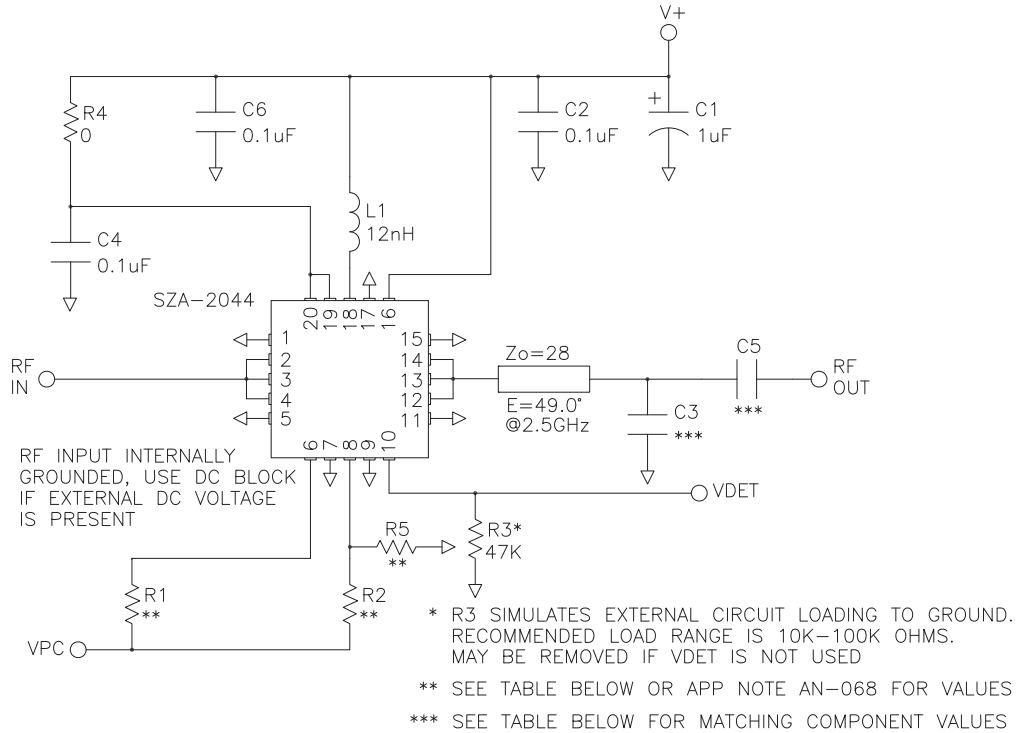 V+
R4
0
C6
0.1uF
C2
0.1uF
+
C1
1uF
L1
12nH
C4
0.1uF
SZA-2044
20
19
18
17
16
1
2
3
4
5
15
14
13
12
11
6
7
8
9
10
RF
IN
Zo=28
E=49.0°
@2.5GHz
C5
***
RF
OUT
C3
***
RF INPUT INTERNALLY
GROUNDED, USE DC BLOCK
IF EXTERNAL DC VOLTAGE
IS PRESENT
VDET
R5
**
R3*
47K
R1
**
R2
**
VPC
* R3 SIMULATES EXTERNAL CIRCUIT LOADING TO GROUND.
RECOMMENDED LOAD RANGE IS 10K-100K OHMS.
MAY BE REMOVED IF VDET IS NOT USED
** SEE TABLE BELOW OR APP NOTE AN-068 FOR VALUES
*** SEE TABLE BELOW FOR MATCHING COMPONENT VALUES